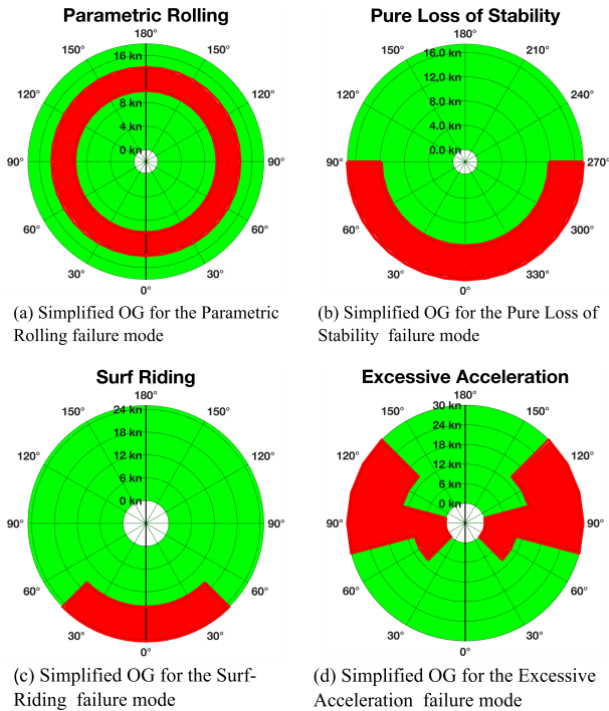 Parametric Rolling
180°
150°
16 kn
150°
120°
8 kn
120°
4 kn
0 kn
90°
90°
60°
60°
30°
30°
0°
(a) Simplified OG for the Parametric
Rolling failure mode
Pure Loss of Stability
180°
150°
16.0 kn
210°
12.0 kn
120°
8.0 kn
240°
4.0 kn
0.0 kn
90°
270°
60°
300°
30°
330°
0°
(b) Simplified OG for the Pure Loss of
Stability failure mode
Surf Riding
180°
24 kn
150°
150°
18 kn
120°
12 kn
120°
6 kn
0 kn
90°
90°
60°
60°
30°
30°
0°
(c) Simplified OG for the Surf-
Riding failure mode
Excessive Acceleration
180°
30 kn
150°
24 kn
150°
18 kn
120°
12 kn
120°
6 kn
0 kn
90°
90°
60°
60°
30°
30°
0°
(d) Simplified OG for the Excessive
Acceleration failure mode